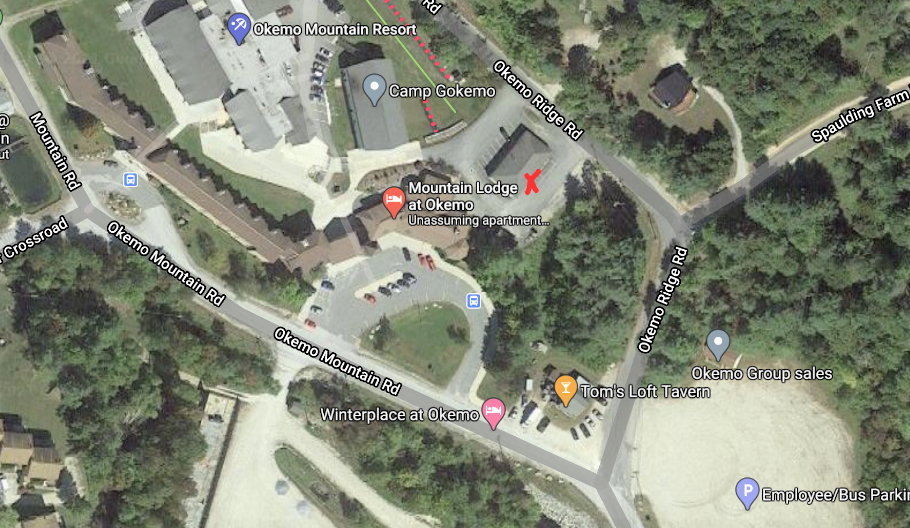 Rd
Okemo Mountain Resort
Okemo Ridge Rd
Camp Gokemo
Spaulding Farm
@
n
ut
Mountain Rd
Mountain Lodge
at Okemo
Unassuming apartment...
Crossroad
Okemo Mountain Rd
Okemo Ridge Rd
Okemo Mountain Rd
Okemo Group sales
Tom's Loft Tavern
Winterplace at Okemo
P
Employee/Bus Parkin